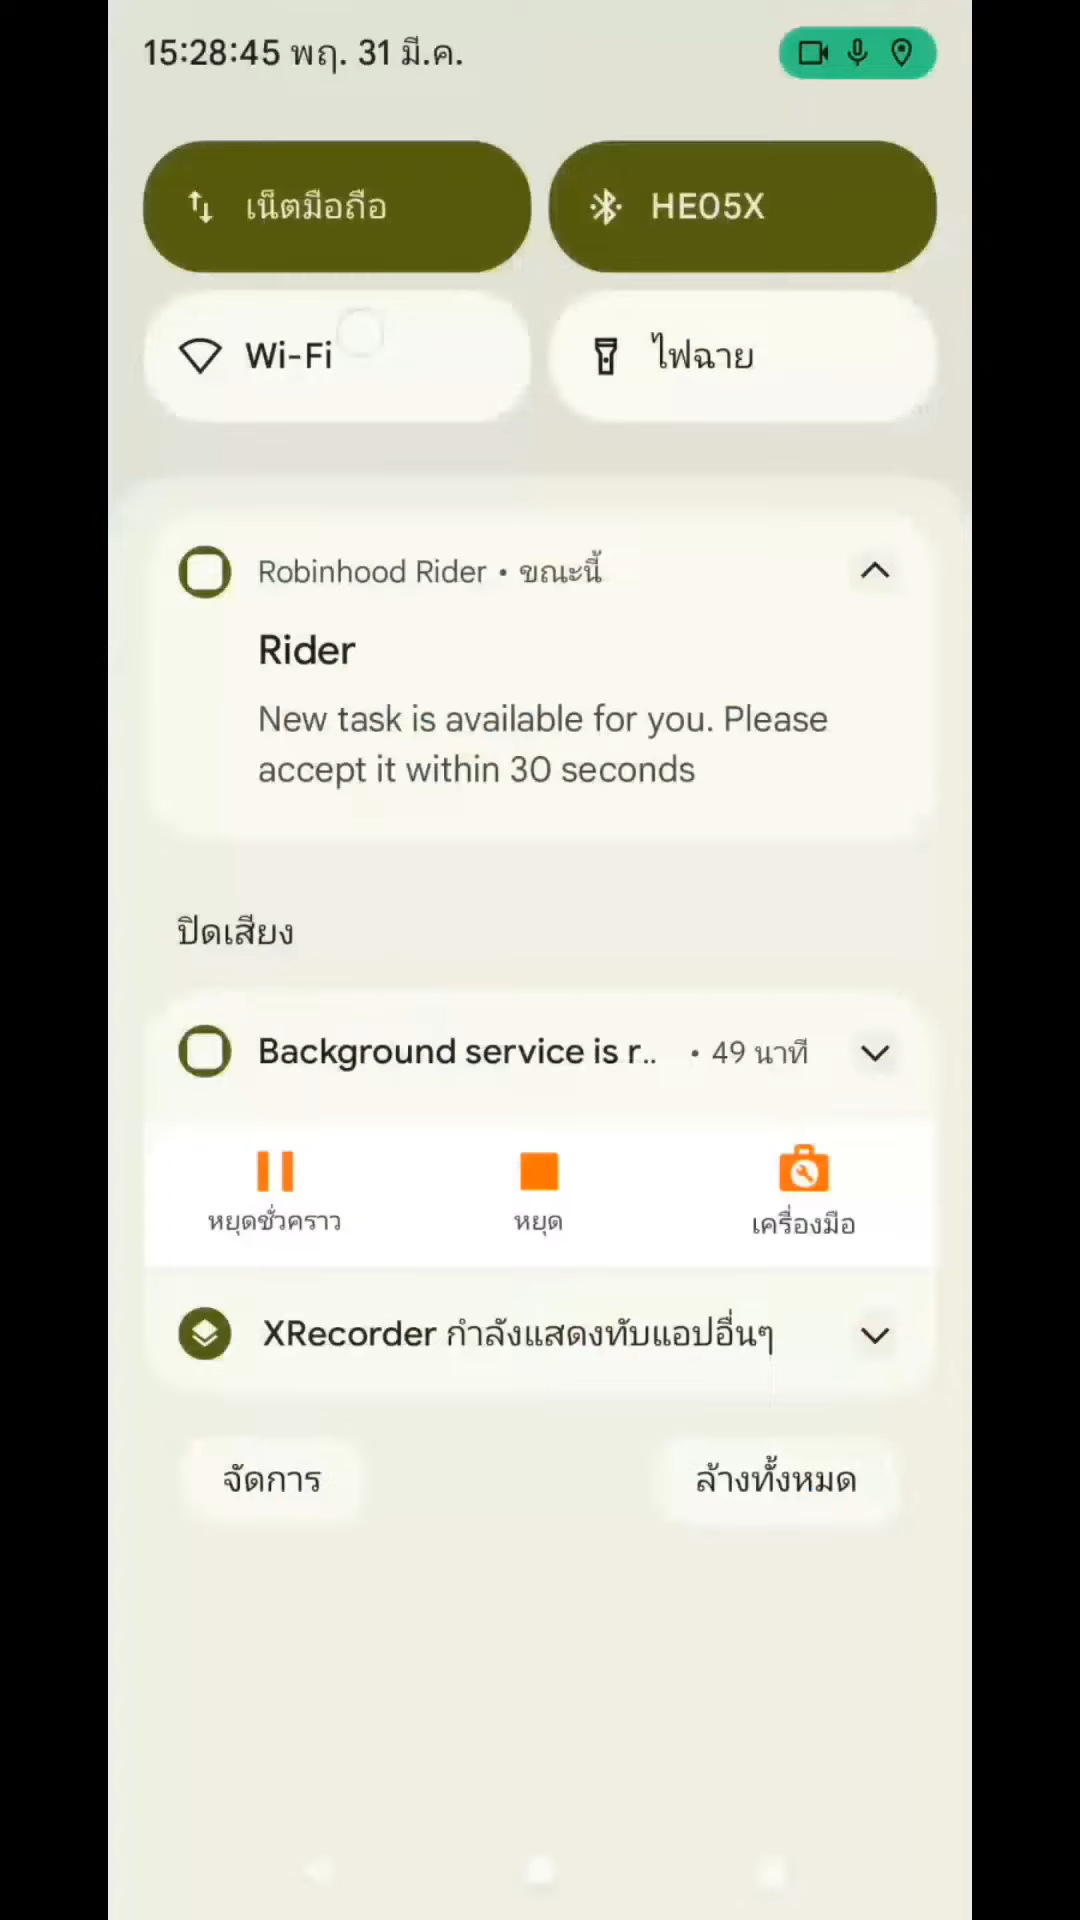 15:28:45 พฤ. 31 มี.ค.
เน็ตมือถือ
HE05X
Wi-Fi
ไฟฉาย
Robinhood Rider • ขณะนี้
Rider
New task is available for you. Please
accept it within 30 seconds
ปิดเสียง
Background service is r.. • 49 นาที
หยุดชั่วคราว
หยุด
เครื่องมือ
XRecorder กำลังแสดงทับแอปอื่นๆ
จัดการ
ล้างทั้งหมด